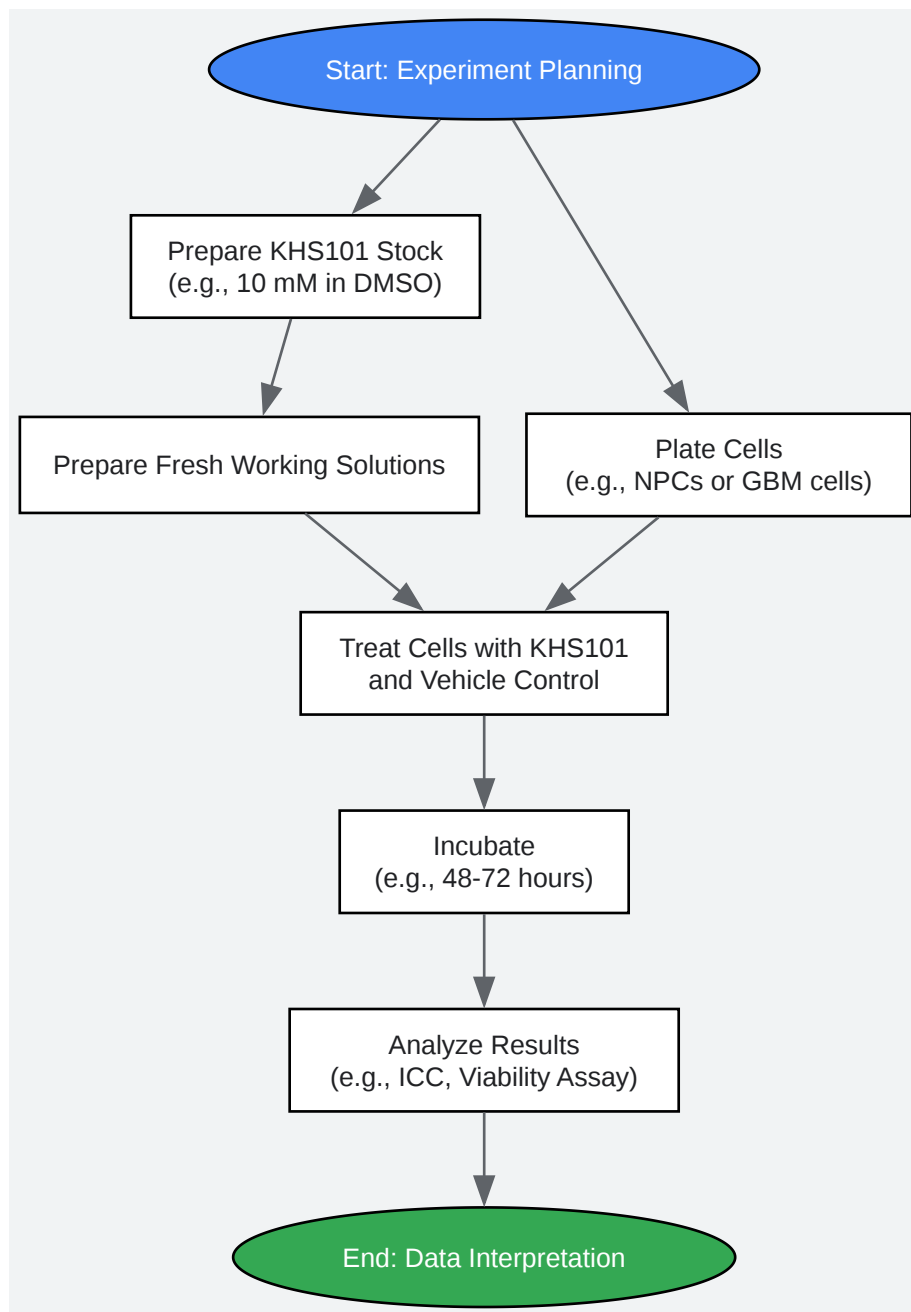 Start: Experiment Planning
Prepare KHS101 Stock
(e.g., 10 mM in DMSO)
Prepare Fresh Working Solutions
Plate Cells
(e.g., NPCs or GBM cells)
Treat Cells with KHS101
and Vehicle Control
Incubate
(e.g., 48-72 hours)
Analyze Results
(e.g., ICC, Viability Assay)
End: Data Interpretation